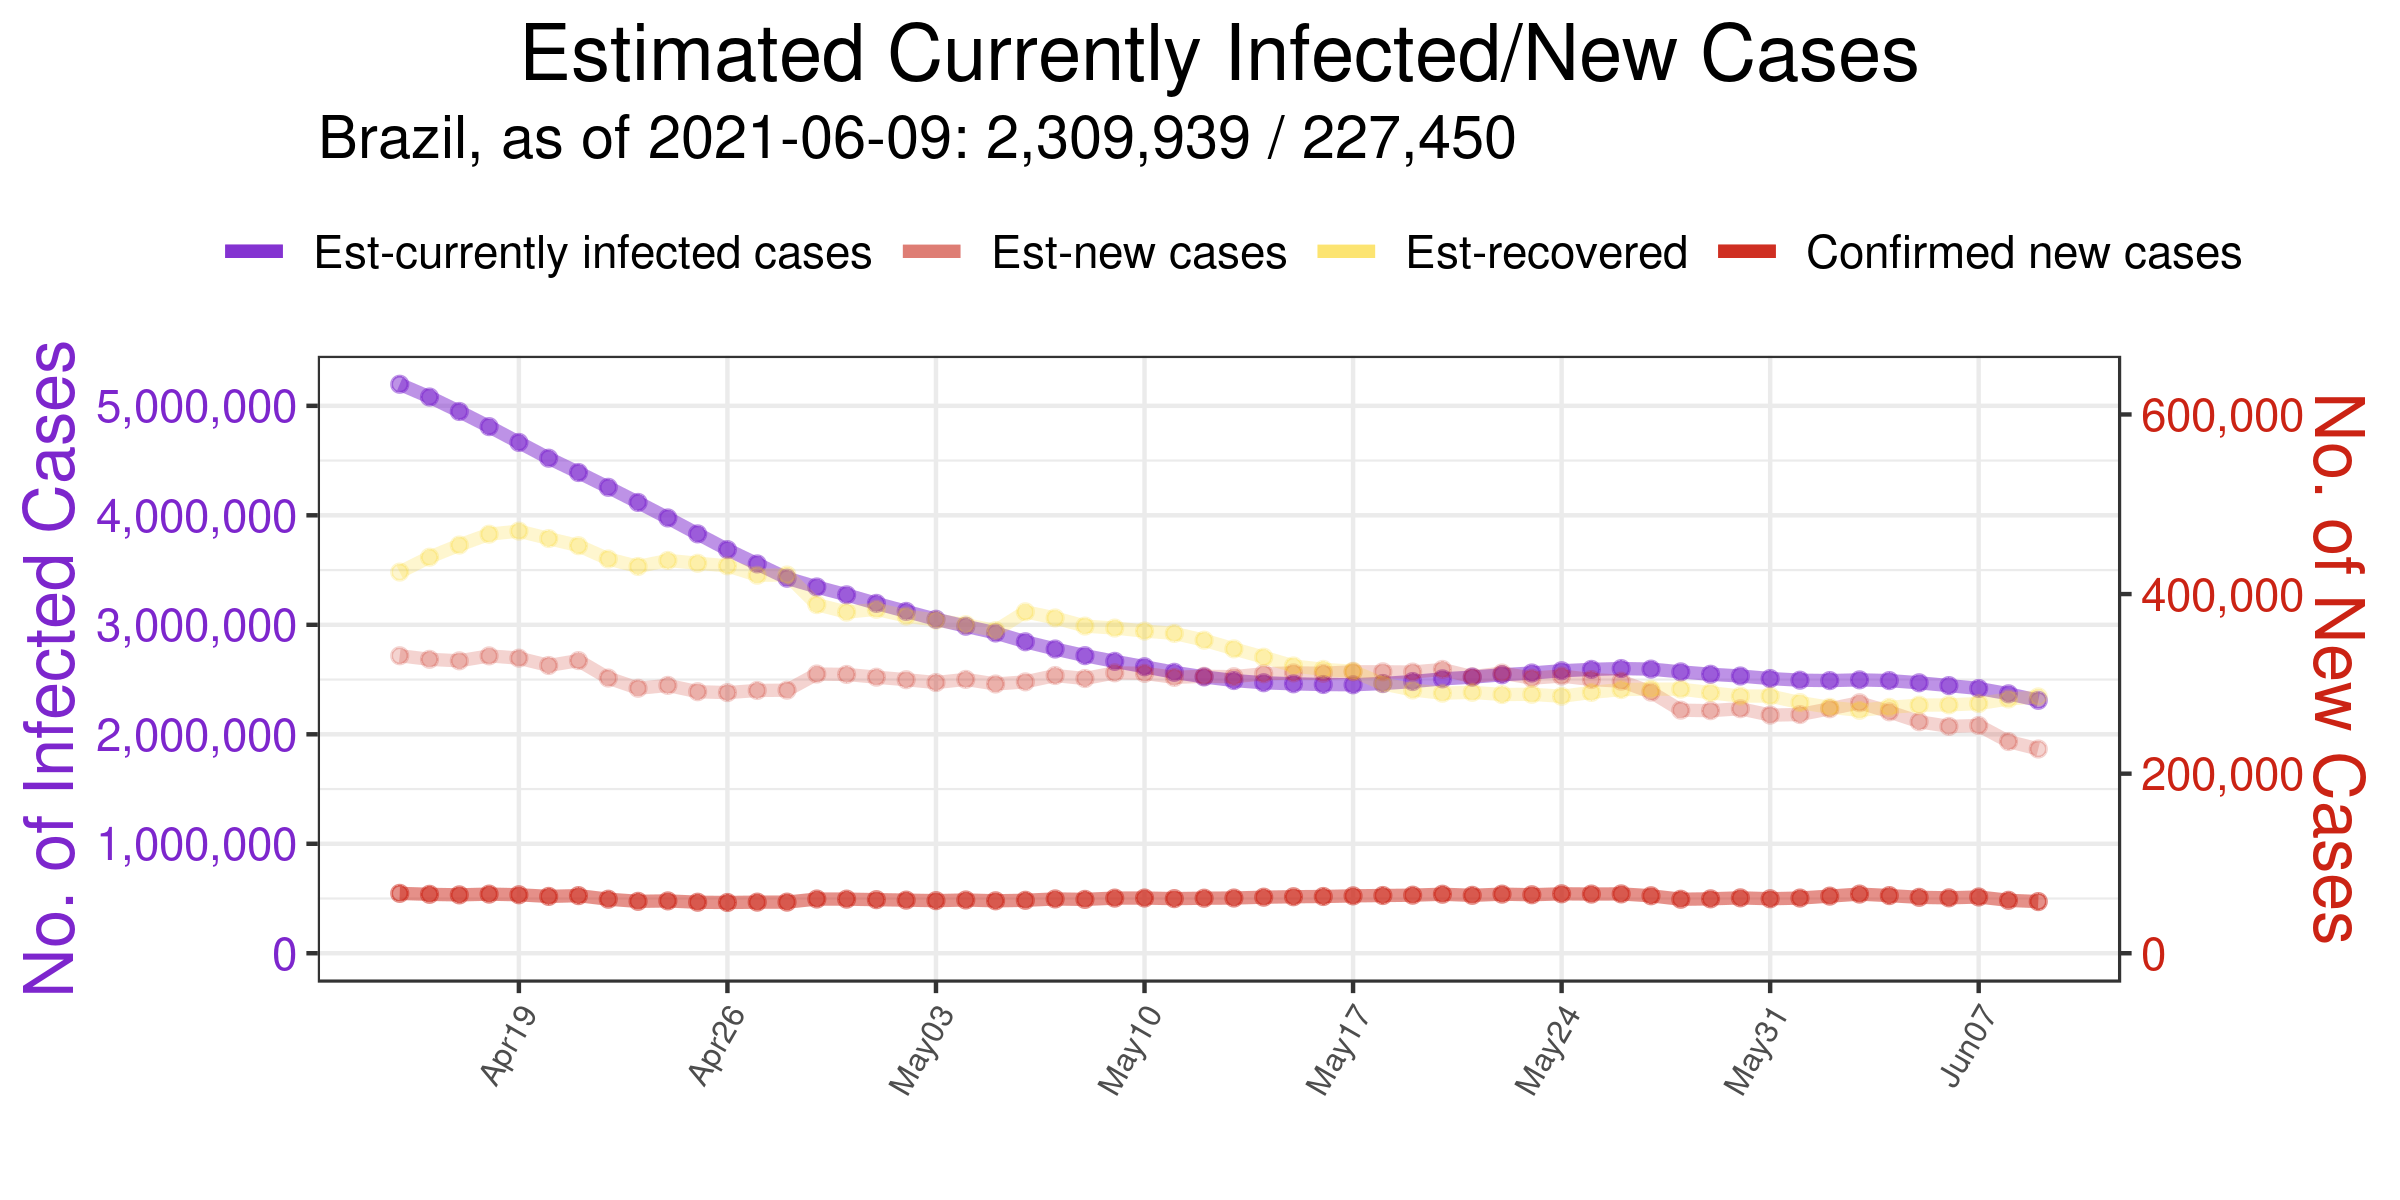 Estimated Currently Infected/New Cases
Brazil, as of 2021-06-09: 2,309,939 / 227,450
Est-currently infected cases Est-new cases Est-recovered Confirmed new cases
No. of Infected Cases
5,000,000
4,000,000
3,000,000
2,000,000
1,000,000
0
600,000
400,000
200,000
0
No. of New Cases
Apr19 Apr26 May03 May10 May17 May24 May31 Jun07